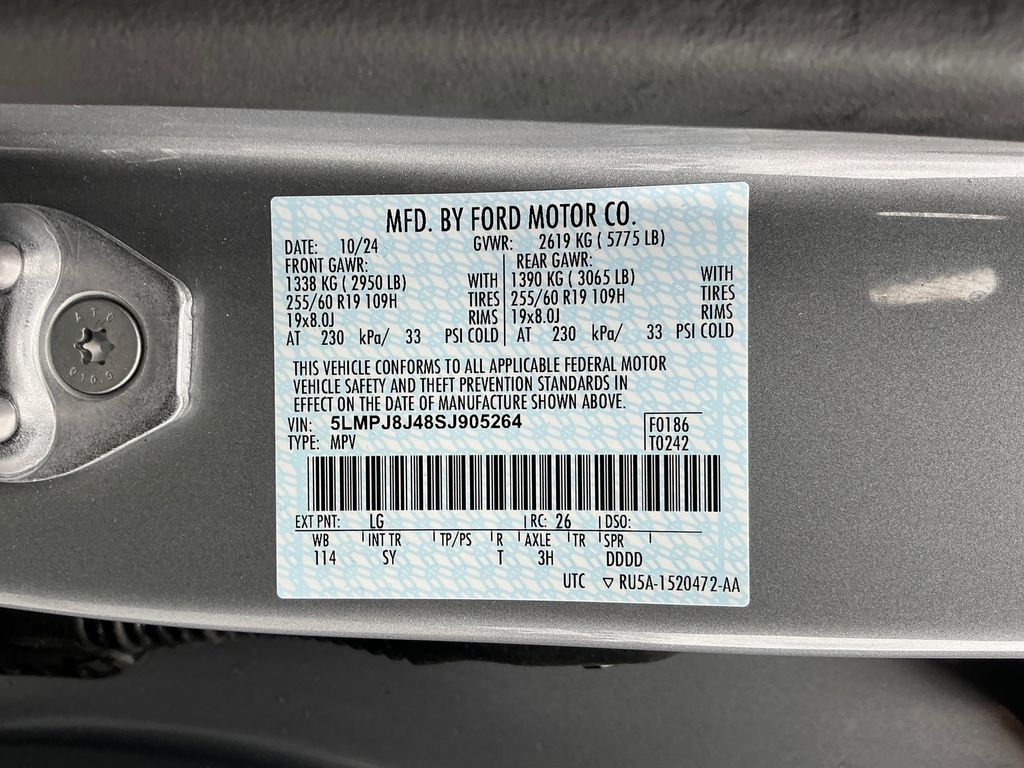 MFD. BY FORD MOTOR CO.
DATE: 10/24 GVWR: 2619 KG ( 5775 LB)
FRONT GAWR: REAR GAWR:
1338 KG ( 2950 LB) WITH 1390 KG ( 3065 LB) WITH
255/60 R19 109H TIRES 255/60 R19 109H TIRES
19x8.0J RIMS 19x8.0J RIMS
AT 230 kPa/ 33 PSI COLD AT 230 kPa/ 33 PSI COLD
THIS VEHICLE CONFORMS TO ALL APPLICABLE FEDERAL MOTOR
VEHICLE SAFETY AND THEFT PREVENTION STANDARDS IN
EFFECT ON THE DATE OF MANUFACTURE SHOWN ABOVE.
VIN: 5LMPJ8J48SJ905264 F0186
TYPE: MPV T0242
EXT PNT: LG RC: 26 DSO:
WB INT TR TP/PS R AXLE TR SPR
114 SY T 3H DDDD
UTC ▽ RU5A-1520472-AA
ATC
010.9